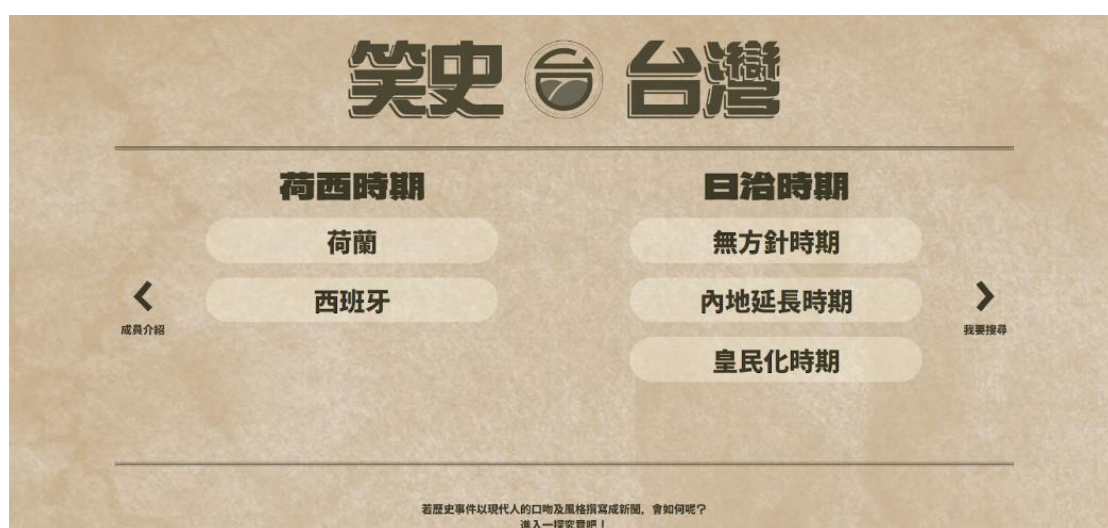 笑史 台灣
荷西時期
荷蘭
西班牙
日治時期
無方針時期
內地延長時期
皇民化時期
成員介紹
我要搜尋
若歷史事件以現代人的口吻及風格撰寫成新聞，會如何呢？
進入一探究竟吧！